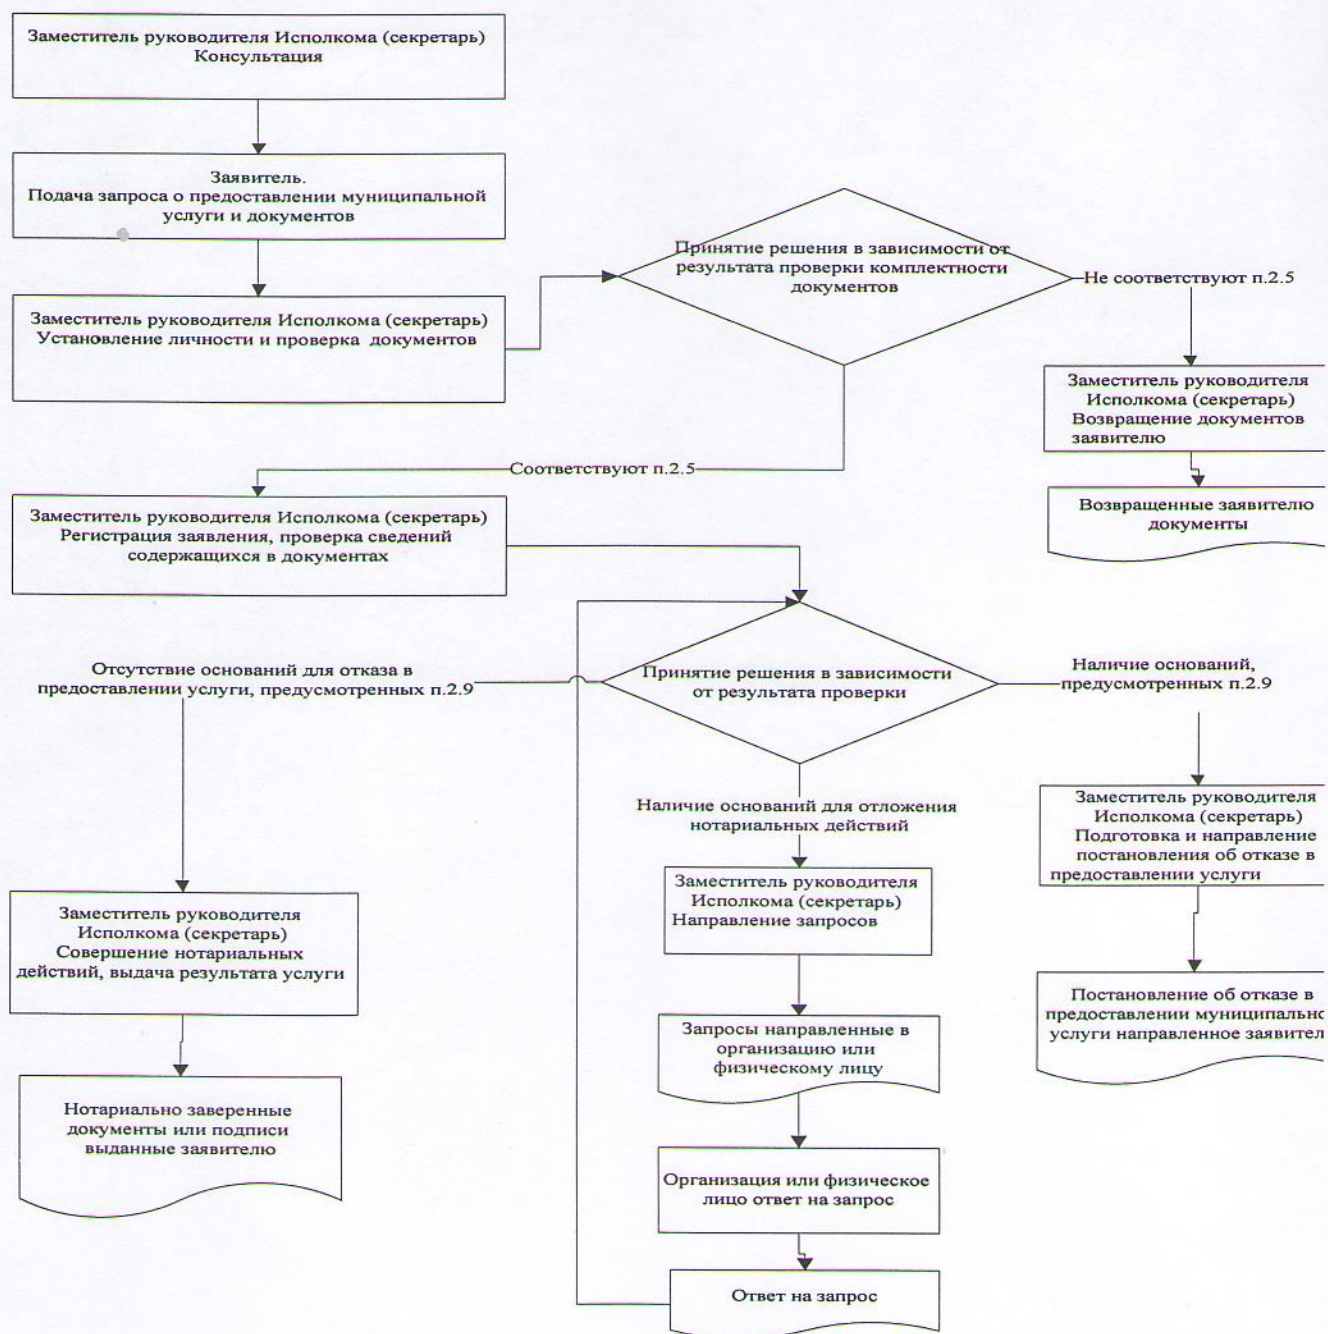 Заместитель руководителя Исполкома (секретарь)
Консультация
Заявитель.
Подача запроса о предоставлении муниципальной
услуги и документов
Заместитель руководителя Исполкома (секретарь)
Установление личности и проверка документов
Принятие решения в зависимости от
результата проверки комплектности
документов
Не соответствуют п.2.5
Заместитель руководителя
Исполкома (секретарь)
Возвращение документов
заявителю
Возвращенные заявителю
документы
Соответствуют п.2.5
Заместитель руководителя Исполкома (секретарь)
Регистрация заявления, проверка сведений
содержащихся в документах
Принятие решения в зависимости
от результата проверки
Отсутствие оснований для отказа в
предоставлении услуги, предусмотренных п.2.9
Наличие оснований,
предусмотренных п.2.9
Наличие оснований для отложения
нотариальных действий
Заместитель руководителя
Исполкома (секретарь)
Совершение нотариальных
действий, выдача результата услуги
Нотариально заверенные
документы или подписи
выданные заявителю
Заместитель руководителя
Исполкома (секретарь)
Направление запросов
Запросы направленные в
организацию или
физическому лицу
Организация или физическое
лицо ответ на запрос
Ответ на запрос
Заместитель руководителя
Исполкома (секретарь)
Подготовка и направление
постановления об отказе в
предоставлении услуги
Постановление об отказе в
предоставлении муниципально
услуги направленное заявител